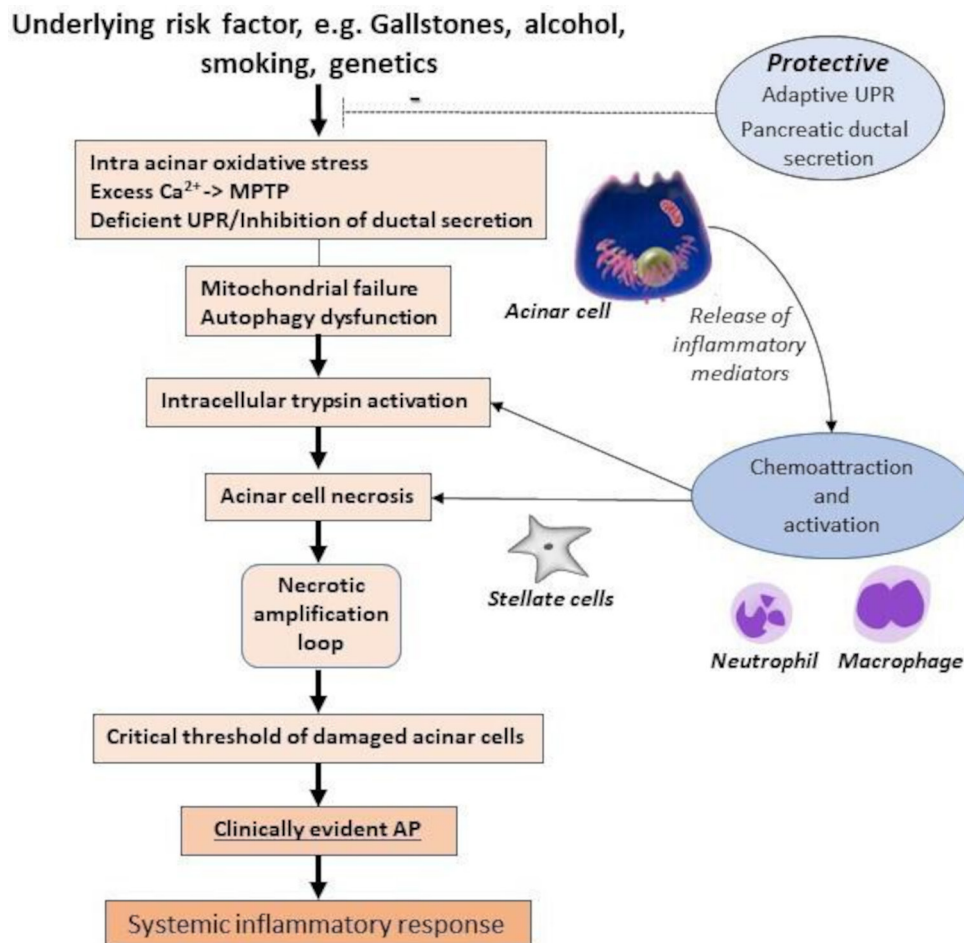 Underlying risk factor, e.g. Gallstones, alcohol,
smoking, genetics
-
Protective
Adaptive UPR
Pancreatic ductal
secretion
Intra acinar oxidative stress
Excess Ca²⁺-> MPTP
Deficient UPR/Inhibition of ductal secretion
Mitochondrial failure
Autophagy dysfunction
Acinar cell
Release of
inflammatory
mediators
Intracellular trypsin activation
Acinar cell necrosis
Chemoattraction
and
activation
Stellate cells
Neutrophil
Macrophage
Necrotic
amplification
loop
Critical threshold of damaged acinar cells
Clinically evident AP
Systemic inflammatory response